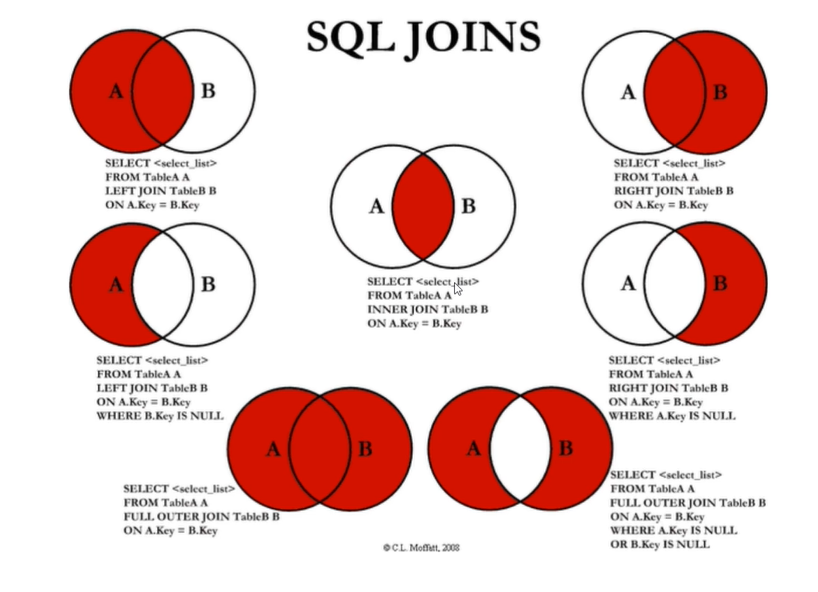 SQL JOINS
A B
SELECT <select_list>
FROM TableA A
LEFT JOIN TableB B
ON A.Key = B.Key
A B
SELECT <select_list>
FROM TableA A
RIGHT JOIN TableB B
ON A.Key = B.Key
A B
SELECT <select_list>
FROM TableA A
INNER JOIN TableB B
ON A.Key = B.Key
A B
SELECT <select_list>
FROM TableA A
LEFT JOIN TableB B
ON A.Key = B.Key
WHERE B.Key IS NULL
A B
SELECT <select_list>
FROM TableA A
RIGHT JOIN TableB B
ON A.Key = B.Key
WHERE A.Key IS NULL
A B
SELECT <select_list>
FROM TableA A
FULL OUTER JOIN TableB B
ON A.Key = B.Key
A B
SELECT <select_list>
FROM TableA A
FULL OUTER JOIN TableB B
ON A.Key = B.Key
WHERE A.Key IS NULL
OR B.Key IS NULL
© C.L. Moffatt, 2008